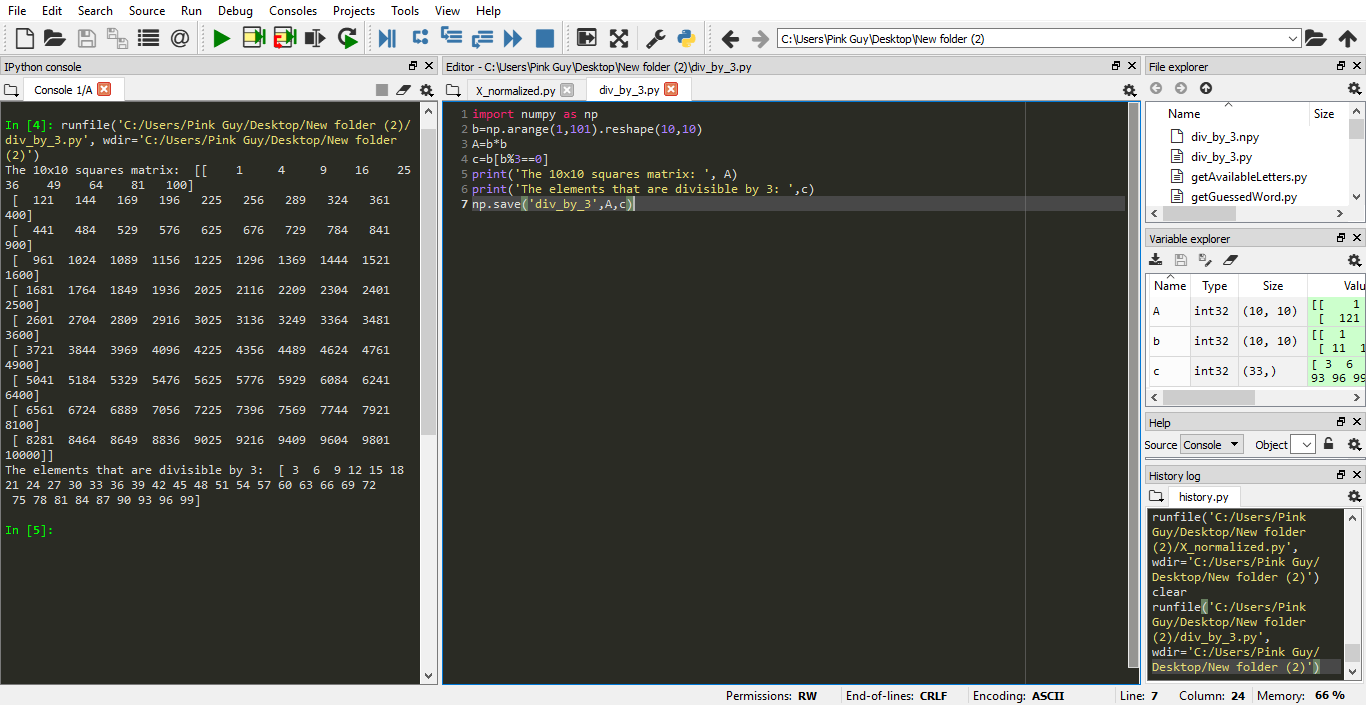 File Edit Search Source Run Debug Consoles Projects Tools View Help
C:\Users\Pink Guy\Desktop\New folder (2)
IPython console
Console 1/A
In [4]: runfile('C:/Users/Pink Guy/Desktop/New folder (2)/
div_by_3.py', wdir='C:/Users/Pink Guy/Desktop/New folder
(2)')
The 10x10 squares matrix:  [[    1     4     9    16    25
36    49    64    81   100]
 [  121   144   169   196   225   256   289   324   361
400]
 [  441   484   529   576   625   676   729   784   841
900]
 [  961  1024  1089  1156  1225  1296  1369  1444  1521
1600]
 [ 1681  1764  1849  1936  2025  2116  2209  2304  2401
2500]
 [ 2601  2704  2809  2916  3025  3136  3249  3364  3481
3600]
 [ 3721  3844  3969  4096  4225  4356  4489  4624  4761
4900]
 [ 5041  5184  5329  5476  5625  5776  5929  6084  6241
6400]
 [ 6561  6724  6889  7056  7225  7396  7569  7744  7921
8100]
 [ 8281  8464  8649  8836  9025  9216  9409  9604  9801
10000]]
The elements that are divisible by 3:  [ 3  6  9 12 15 18
21 24 27 30 33 36 39 42 45 48 51 54 57 60 63 66 69 72
 75 78 81 84 87 90 93 96 99]
In [5]:
Editor - C:\Users\Pink Guy\Desktop\New folder (2)\div_by_3.py
X_normalized.py div_by_3.py
1 import numpy as np
2 b=np.arange(1,101).reshape(10,10)
3 A=b*b
4 c=b[b%3==0]
5 print('The 10x10 squares matrix: ', A)
6 print('The elements that are divisible by 3: ',c)
7 np.save('div_by_3',A,c)
File explorer
Name Size
div_by_3.npy
div_by_3.py
getAvailableLetters.py
getGuessedWord.py
Variable explorer
Name Type Size Valu
A int32 (10, 10) [[   1
[  121
b int32 (10, 10) [[  1
[ 11  1
c int32 (33,) [ 3  6
93 96 99
Help
Source Console Object
History log
history.py
runfile('C:/Users/Pink
Guy/Desktop/New folder
(2)/X_normalized.py',
wdir='C:/Users/Pink Guy/
Desktop/New folder (2)')
clear
runfile('C:/Users/Pink
Guy/Desktop/New folder
(2)/div_by_3.py',
wdir='C:/Users/Pink Guy/
Desktop/New folder (2)')
Permissions: RW End-of-lines: CRLF Encoding: ASCII Line: 7 Column: 24 Memory: 66 %